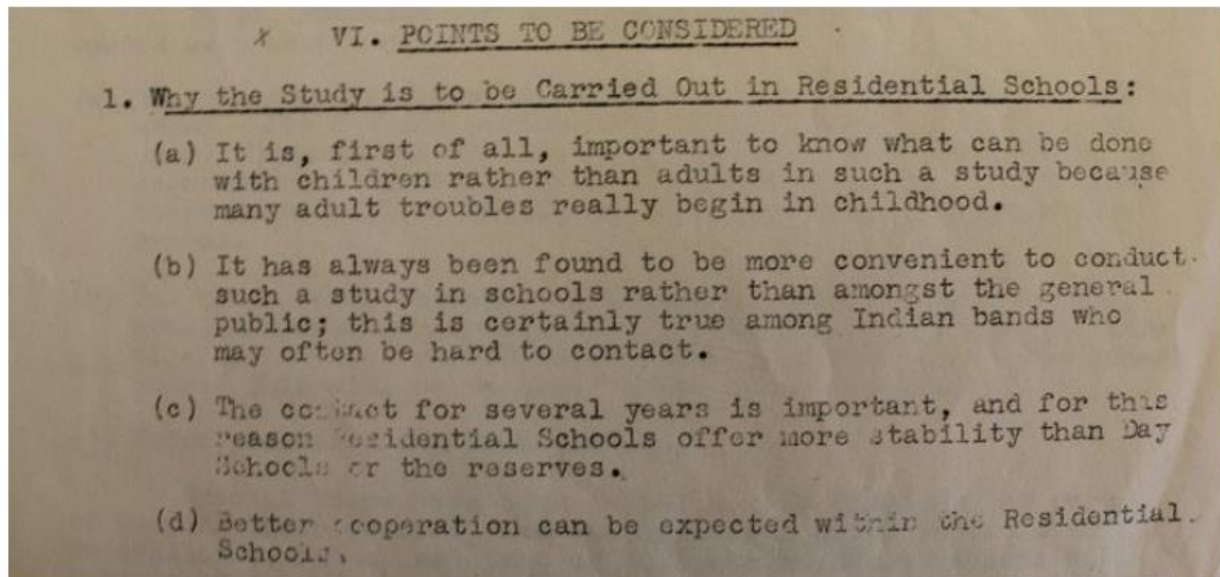 x VI. POINTS TO BE CONSIDERED
1. Why the Study is to be Carried Out in Residential Schools:
(a) It is, first of all, important to know what can be done
with children rather than adults in such a study because
many adult troubles really begin in childhood.
(b) It has always been found to be more convenient to conduct
such a study in schools rather than amongst the general
public; this is certainly true among Indian bands who
may often be hard to contact.
(c) The contact for several years is important, and for this
reason Residential Schools offer more stability than Day
Schools or the reserves.
(d) Better cooperation can be expected within the Residential
Schools.